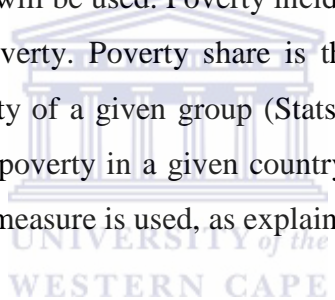 will be used. Poverty incid
verty. Poverty share is th
ty of a given group (Stats
poverty in a given country
measure is used, as explain
UNIVERSITY of the
WESTERN CAPE